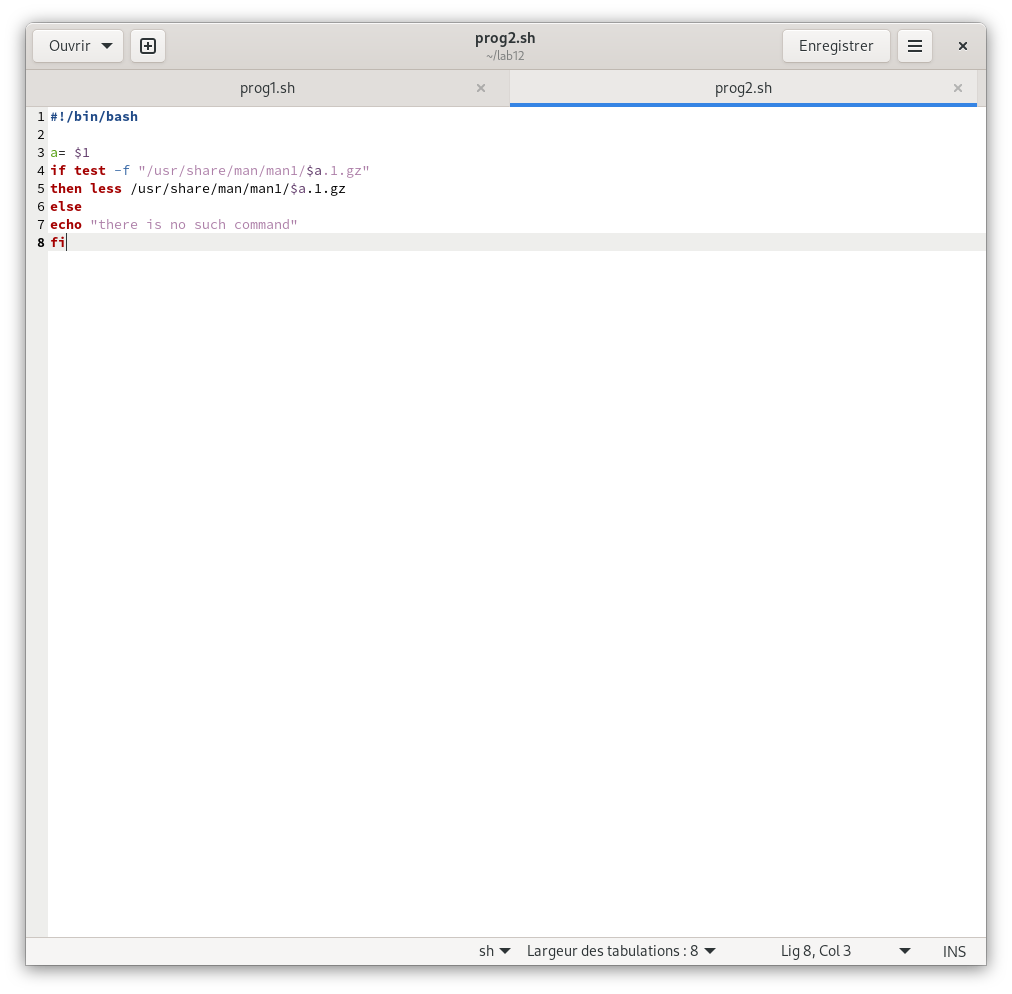 Ouvrir
prog2.sh
~/lab12
Enregistrer
prog1.sh
prog2.sh
1 #!/bin/bash
2
3 a= $1
4 if test -f "/usr/share/man/man1/$a.1.gz"
5 then less /usr/share/man/man1/$a.1.gz
6 else
7 echo "there is no such command"
8 fi
sh Largeur des tabulations : 8 Lig 8, Col 3 INS